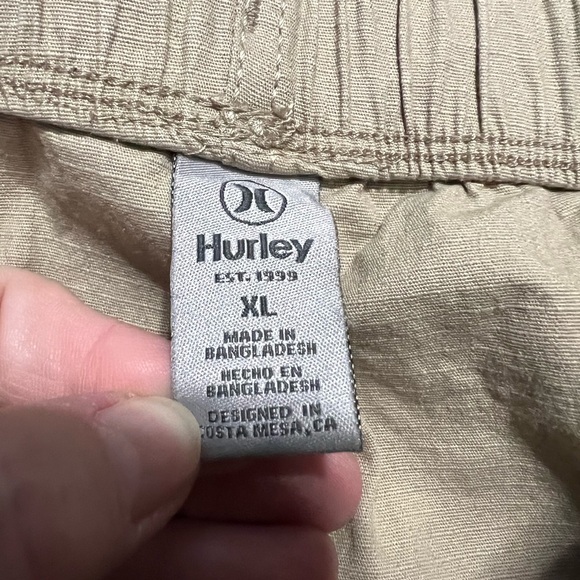 Hurley
EST. 1999
XL
MADE IN
BANGLADESH
HECHO EN
BANGLADESH
DESIGNED IN
COSTA MESA, CA